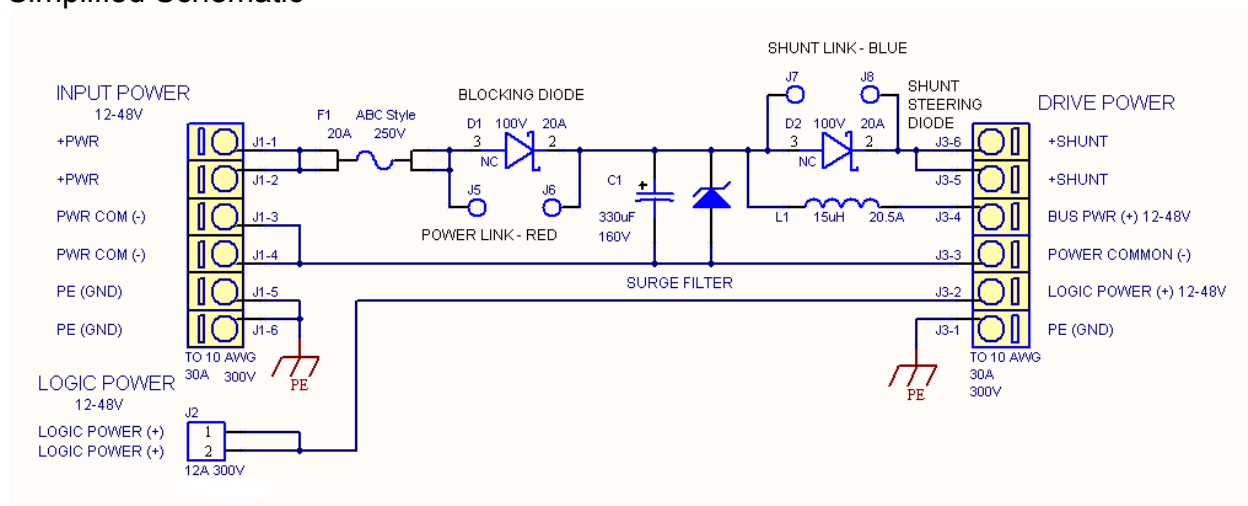 Simplified Schematic
SHUNT LINK - BLUE
J7
J8
INPUT POWER
12-48V
F1
ABC Style
20A
250V
BLOCKING DIODE
D1
100V
20A
3
2
NC
D2
100V
20A
3
2
NC
SHUNT
STEERING
DIODE
DRIVE POWER
+PWR
J1-1
+PWR
J1-2
PWR COM (-)
J1-3
PWR COM (-)
J1-4
PE (GND)
J1-5
PE (GND)
J1-6
J5
J6
POWER LINK - RED
C1
+
330uF
160V
L1
15uH
20.5A
SURGE FILTER
J3-6
+SHUNT
J3-5
+SHUNT
J3-4
BUS PWR (+) 12-48V
J3-3
POWER COMMON (-)
J3-2
LOGIC POWER (+) 12-48V
J3-1
PE (GND)
TO 10 AWG
30A
300V
PE
TO 10 AWG
30A
300V
PE
LOGIC POWER
12-48V
J2
LOGIC POWER (+)
1
LOGIC POWER (+)
2
12A 300V